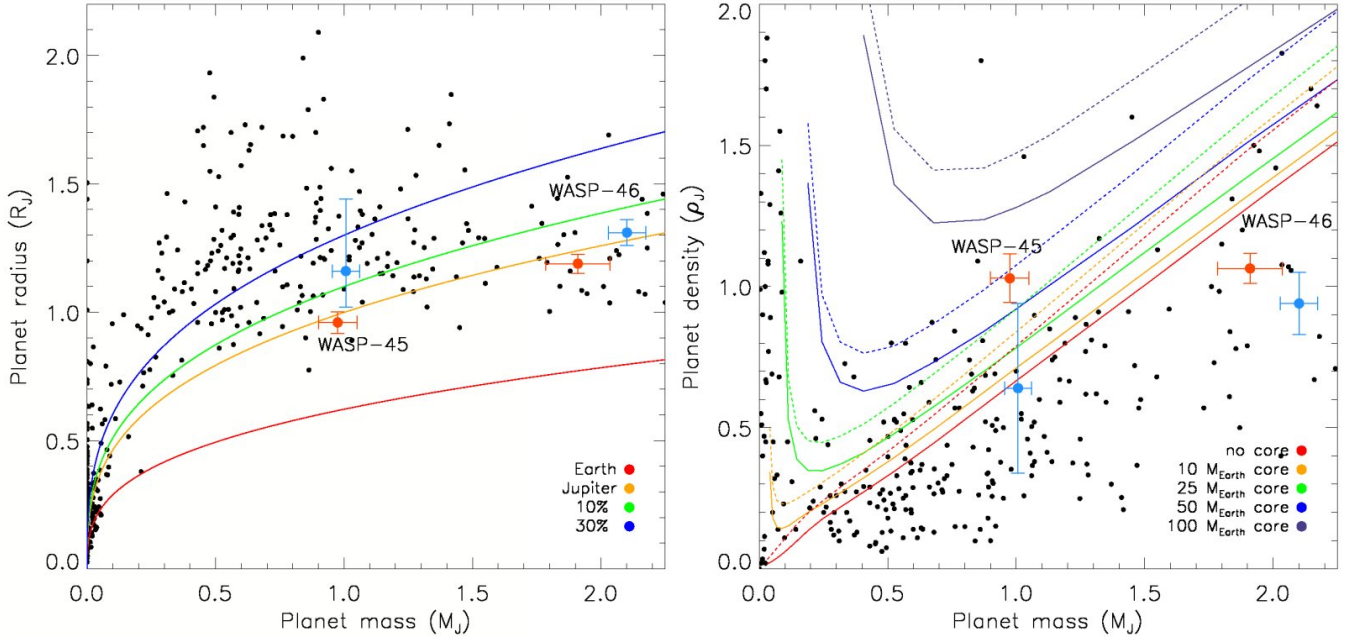 2.0
1.5
1.0
0.5
0.0
Planet radius (R_J)
WASP-46
WASP-45
Earth
Jupiter
10%
30%
0.0 0.5 1.0 1.5 2.0
Planet mass (M_J)
2.0
1.5
1.0
0.5
0.0
Planet density (ρ_J)
WASP-46
WASP-45
no core
10 M_Earth core
25 M_Earth core
50 M_Earth core
100 M_Earth core
0.0 0.5 1.0 1.5 2.0
Planet mass (M_J)